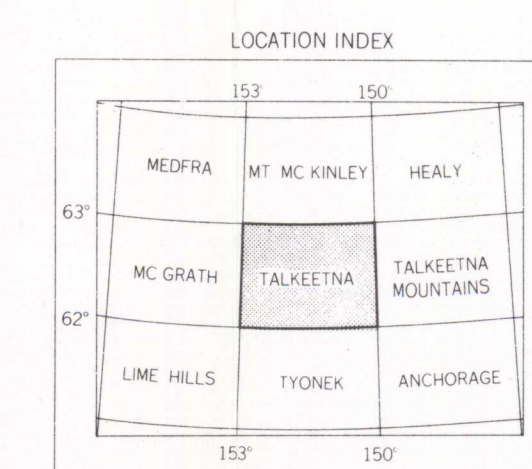 LOCATION INDEX
153° 150°
MEDFRA MT MC KINLEY HEALY
63°
MC GRATH TALKEETNA TALKEETNA
MOUNTAINS
62°
LIME HILLS TYONEK ANCHORAGE
153° 150°